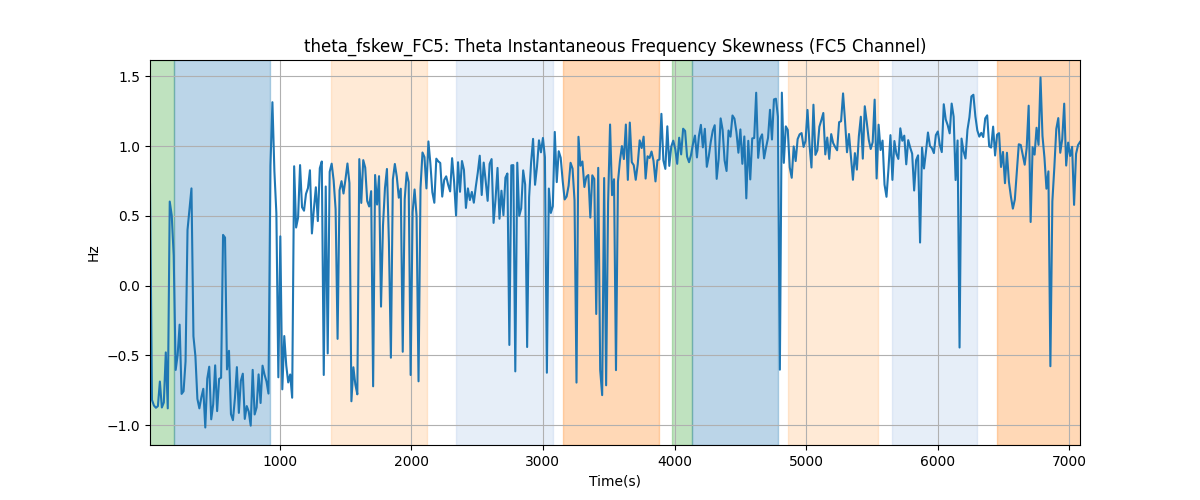 theta_fskew_FC5: Theta Instantaneous Frequency Skewness (FC5 Channel)
1.5
1.0
0.5
0.0
−0.5
−1.0
Hz
1000 2000 3000 4000 5000 6000 7000
Time(s)